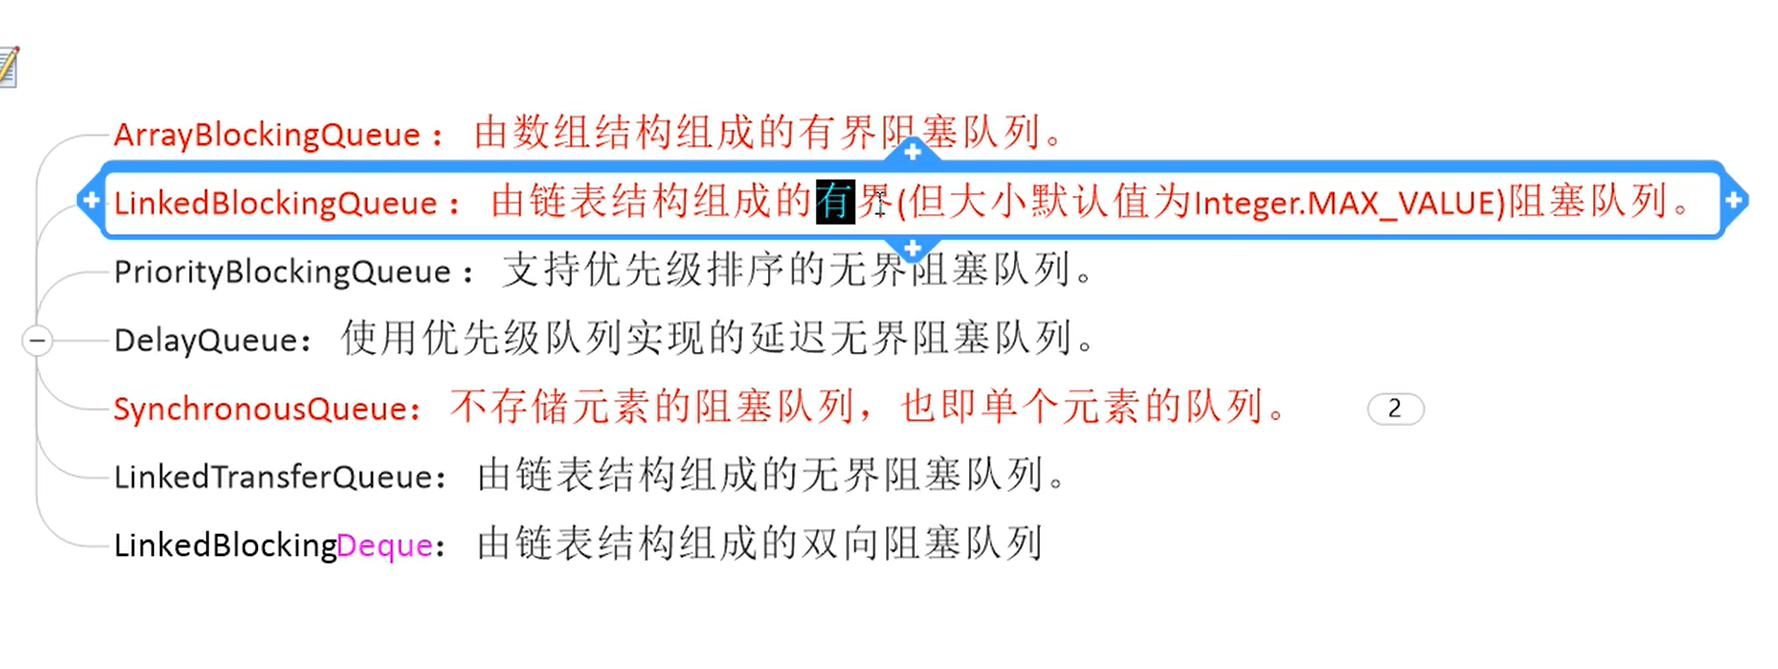 ArrayBlockingQueue： 由数组结构组成的有界阻塞队列。
LinkedBlockingQueue： 由链表结构组成的有界(但大小默认值为Integer.MAX_VALUE)阻塞队列。
PriorityBlockingQueue： 支持优先级排序的无界阻塞队列。
DelayQueue： 使用优先级队列实现的延迟无界阻塞队列。
SynchronousQueue： 不存储元素的阻塞队列，也即单个元素的队列。 2
LinkedTransferQueue： 由链表结构组成的无界阻塞队列。
LinkedBlockingDeque： 由链表结构组成的双向阻塞队列